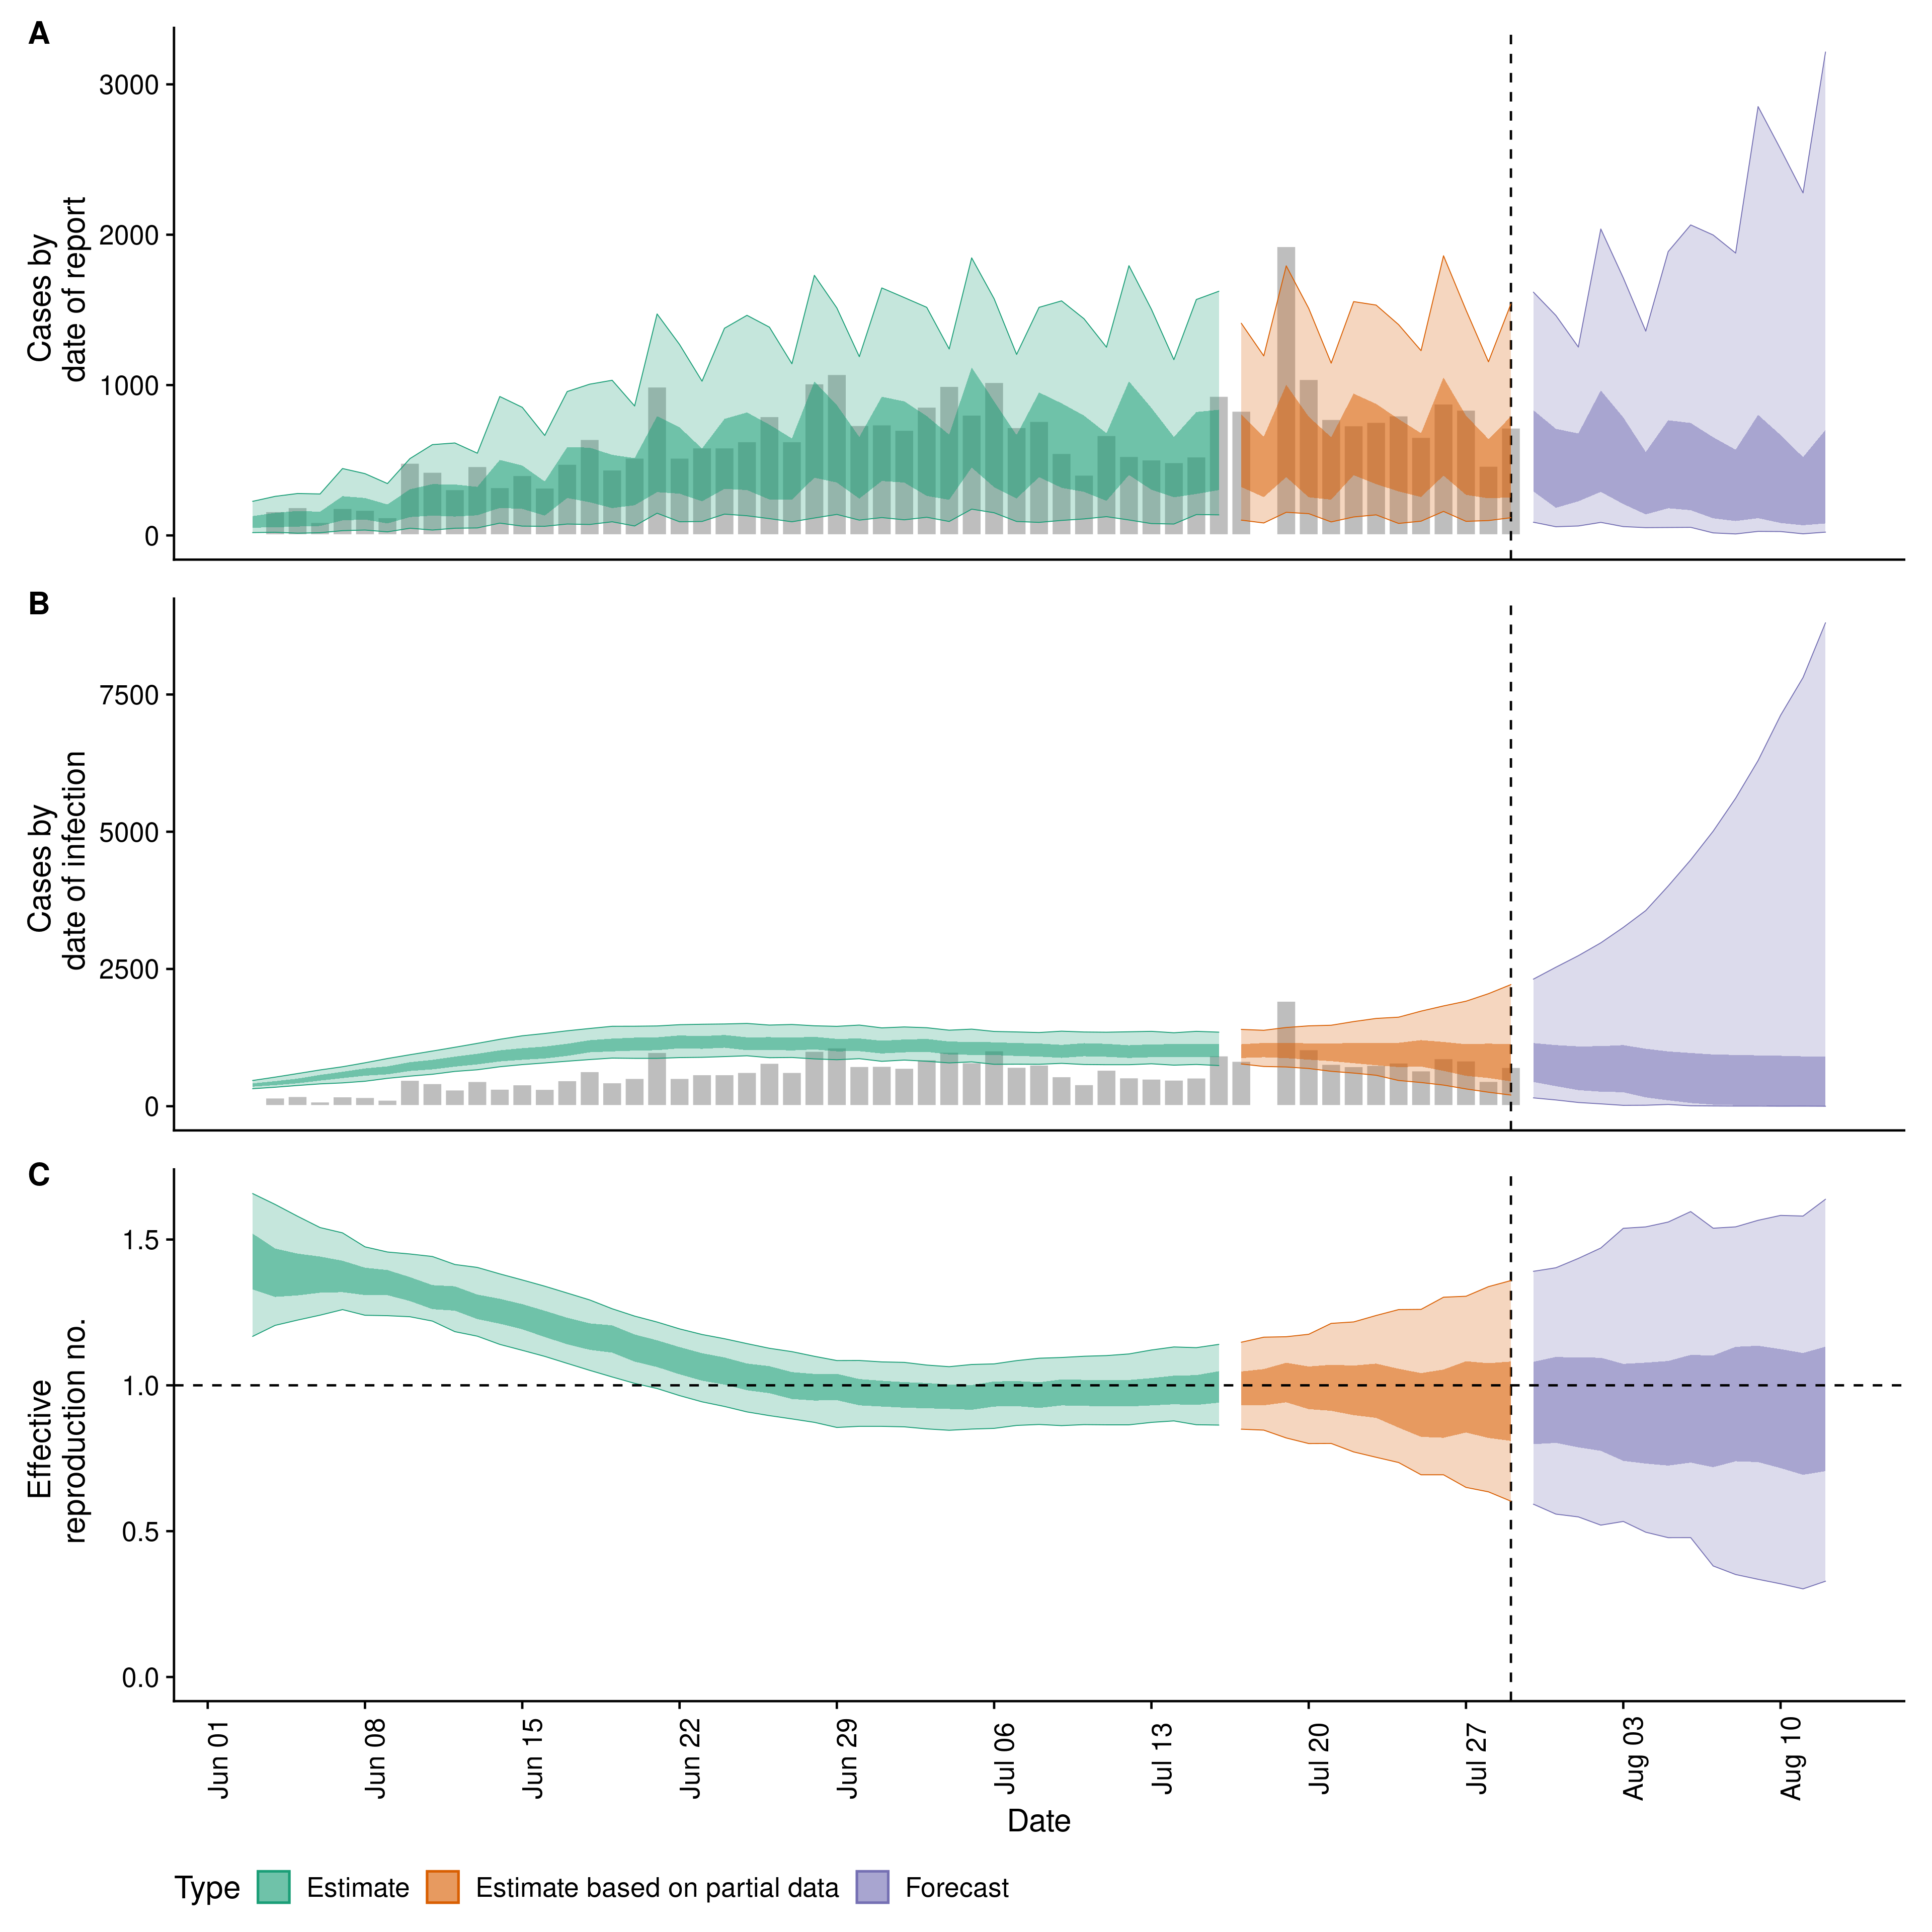 A
Cases by
date of report
3000
2000
1000
0
B
Cases by
date of infection
7500
5000
2500
0
C
Effective
reproduction no.
1.5
1.0
0.5
0.0
Jun 01
Jun 08
Jun 15
Jun 22
Jun 29
Jul 06
Jul 13
Jul 20
Jul 27
Aug 03
Aug 10
Date
Type Estimate Estimate based on partial data Forecast